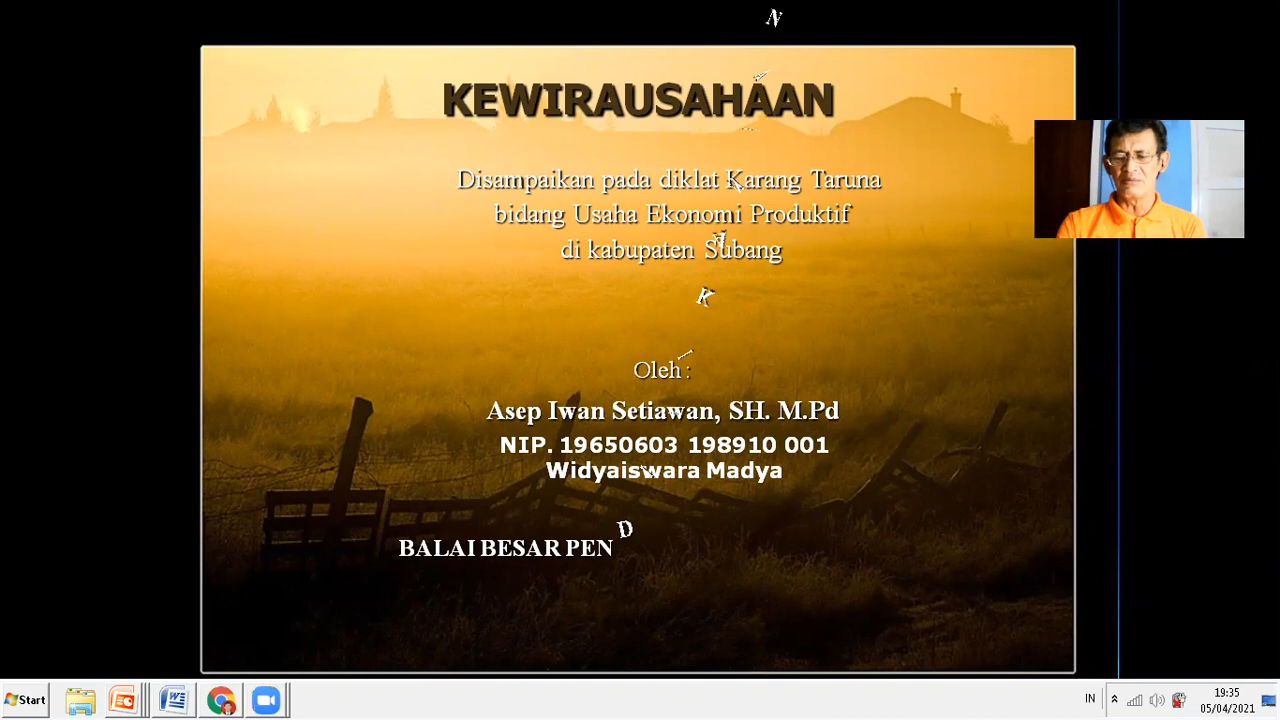 KEWIRAUSAHAAN
Disampaikan pada diklat Karang Taruna
bidang Usaha Ekonomi Produktif
di kabupaten Subang
Oleh :
Asep Iwan Setiawan, SH. M.Pd
NIP. 19650603 198910 001
Widyaiswara Madya
BALAI BESAR PEN
D
K
N
Start
IN
19:35
05/04/2021